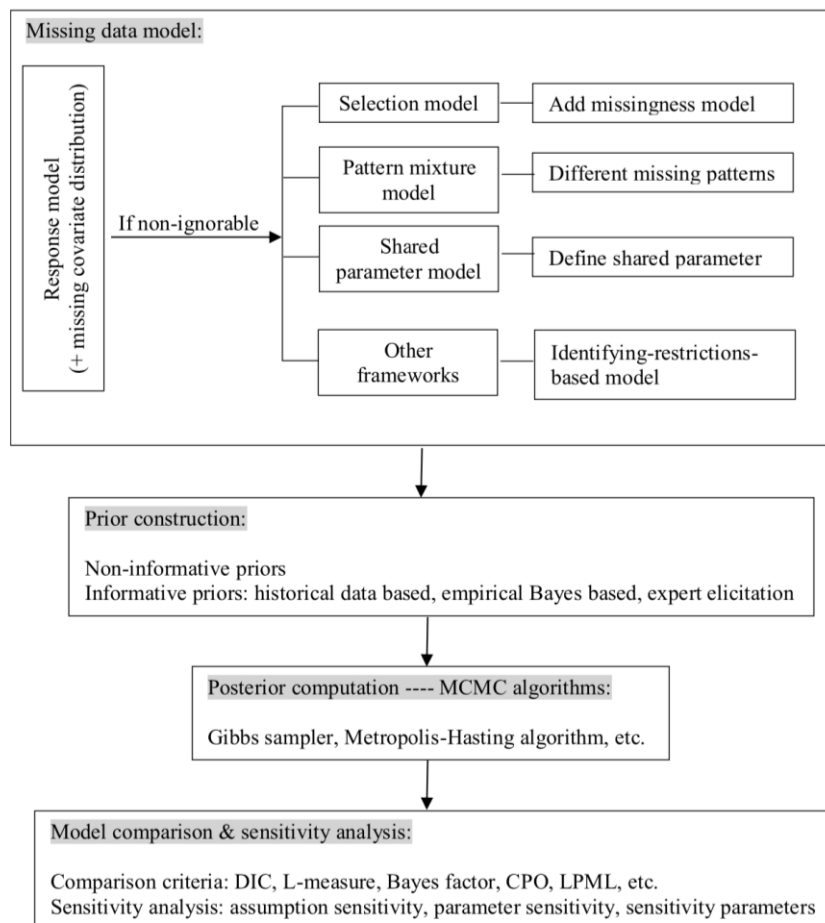 Missing data model:
Response model
(+ missing covariate distribution)
If non-ignorable
Selection model
Add missingness model
Pattern mixture
model
Different missing patterns
Shared
parameter model
Define shared parameter
Other
frameworks
Identifying-restrictions-
based model
Prior construction:
Non-informative priors
Informative priors: historical data based, empirical Bayes based, expert elicitation
Posterior computation ---- MCMC algorithms:
Gibbs sampler, Metropolis-Hasting algorithm, etc.
Model comparison & sensitivity analysis:
Comparison criteria: DIC, L-measure, Bayes factor, CPO, LPML, etc.
Sensitivity analysis: assumption sensitivity, parameter sensitivity, sensitivity parameters